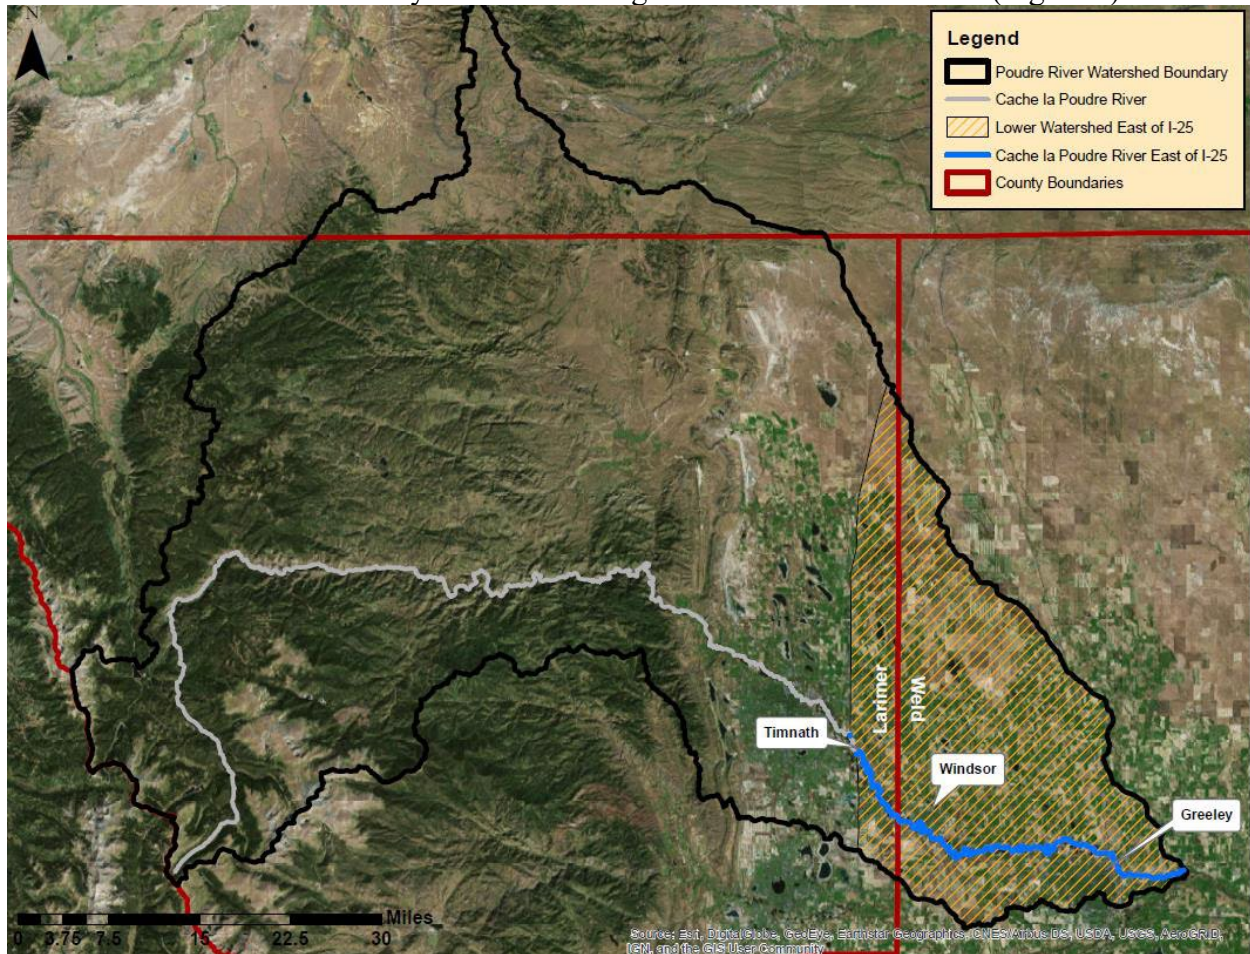 N
Legend
Poudre River Watershed Boundary
Cache la Poudre River
Lower Watershed East of I-25
Cache la Poudre River East of I-25
County Boundaries
Larimer
Weld
Timnath
Windsor
Greeley
Miles
0 3.75 7.5 15 22.5 30
Source: Esri, DigitalGlobe, GeoEye, Earthstar Geographics, CNES/Airbus DS, USDA, USGS, AeroGRID,
IGN, and the GIS User Community